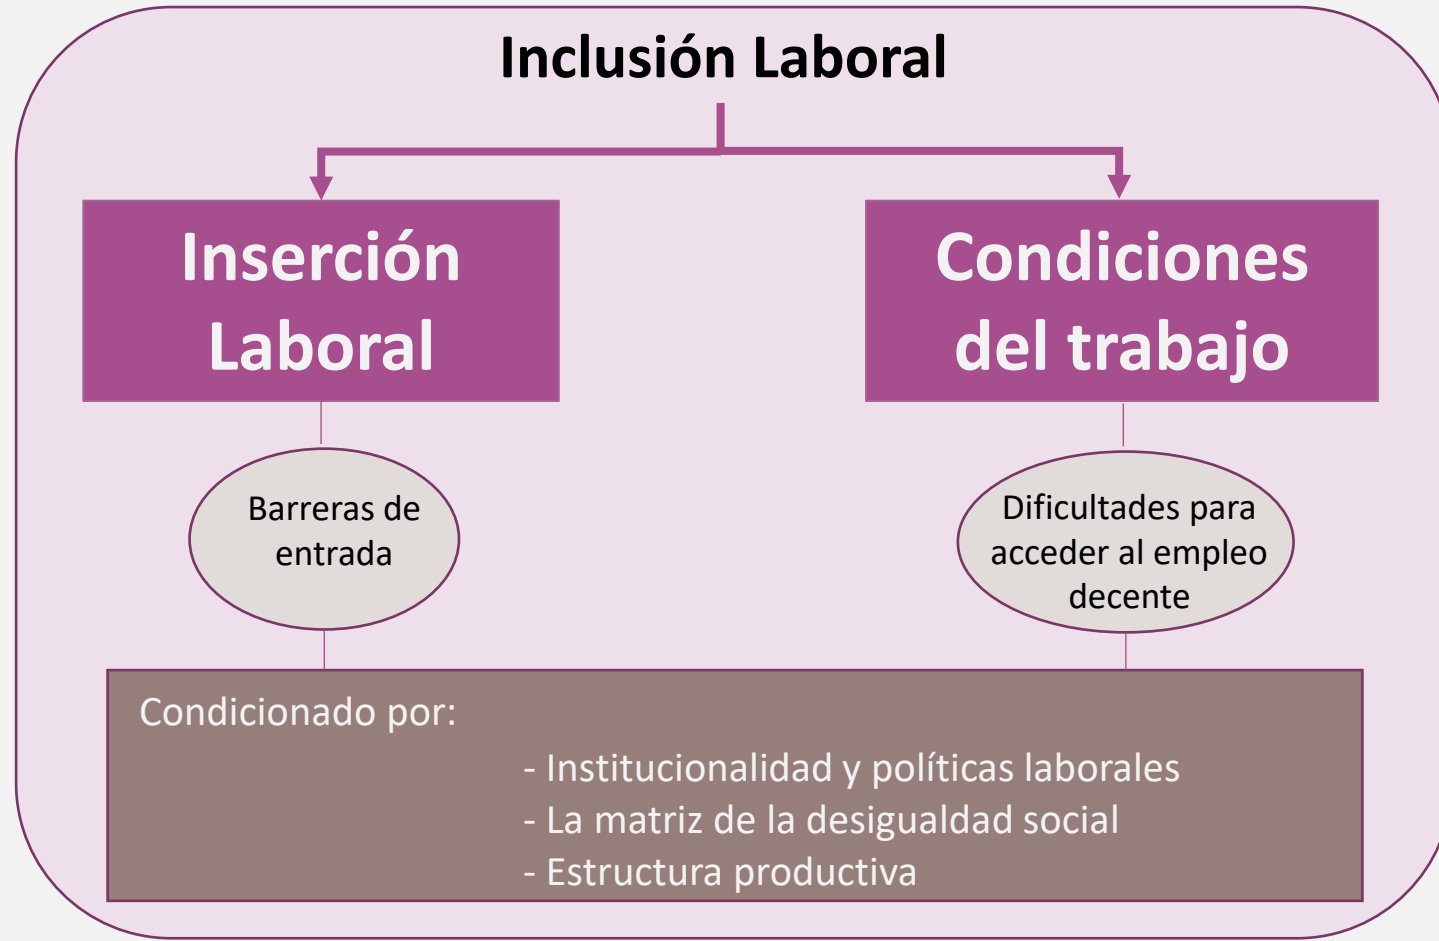 Inclusión Laboral
Inserción
Laboral
Condiciones
del trabajo
Barreras de
entrada
Dificultades para
acceder al empleo
decente
Condicionado por:
- Institucionalidad y políticas laborales
- La matriz de la desigualdad social
- Estructura productiva